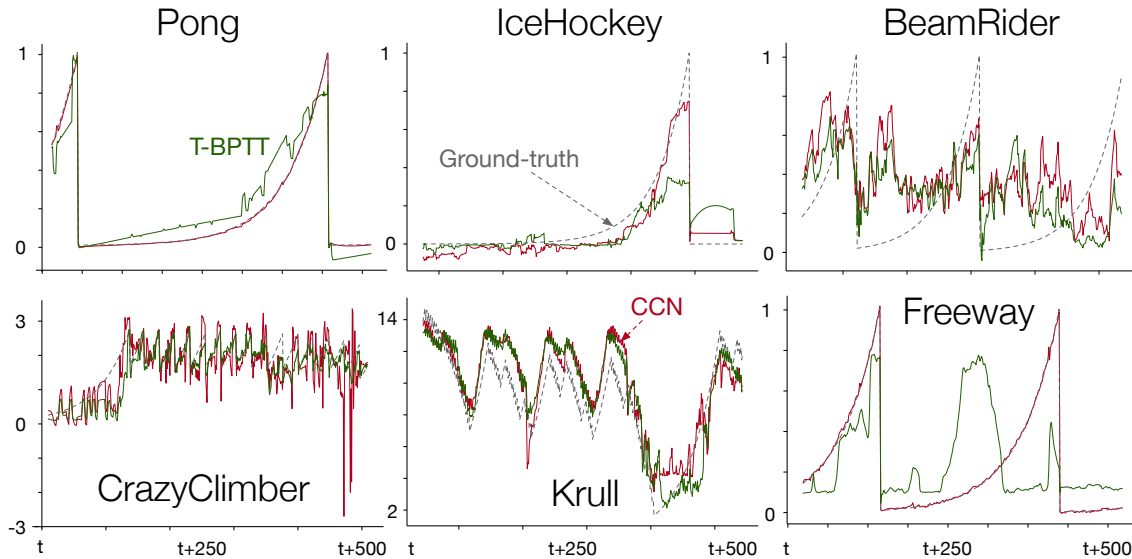 Pong
IceHockey
BeamRider
1
1
1
T-BPTT
Ground-truth
0
0
0
CCN
Freeway
3
14
1
0
CrazyClimber
Krull
-3
2
0
t
t+250
t+500
t
t+250
t+500
t
t+250
t+500